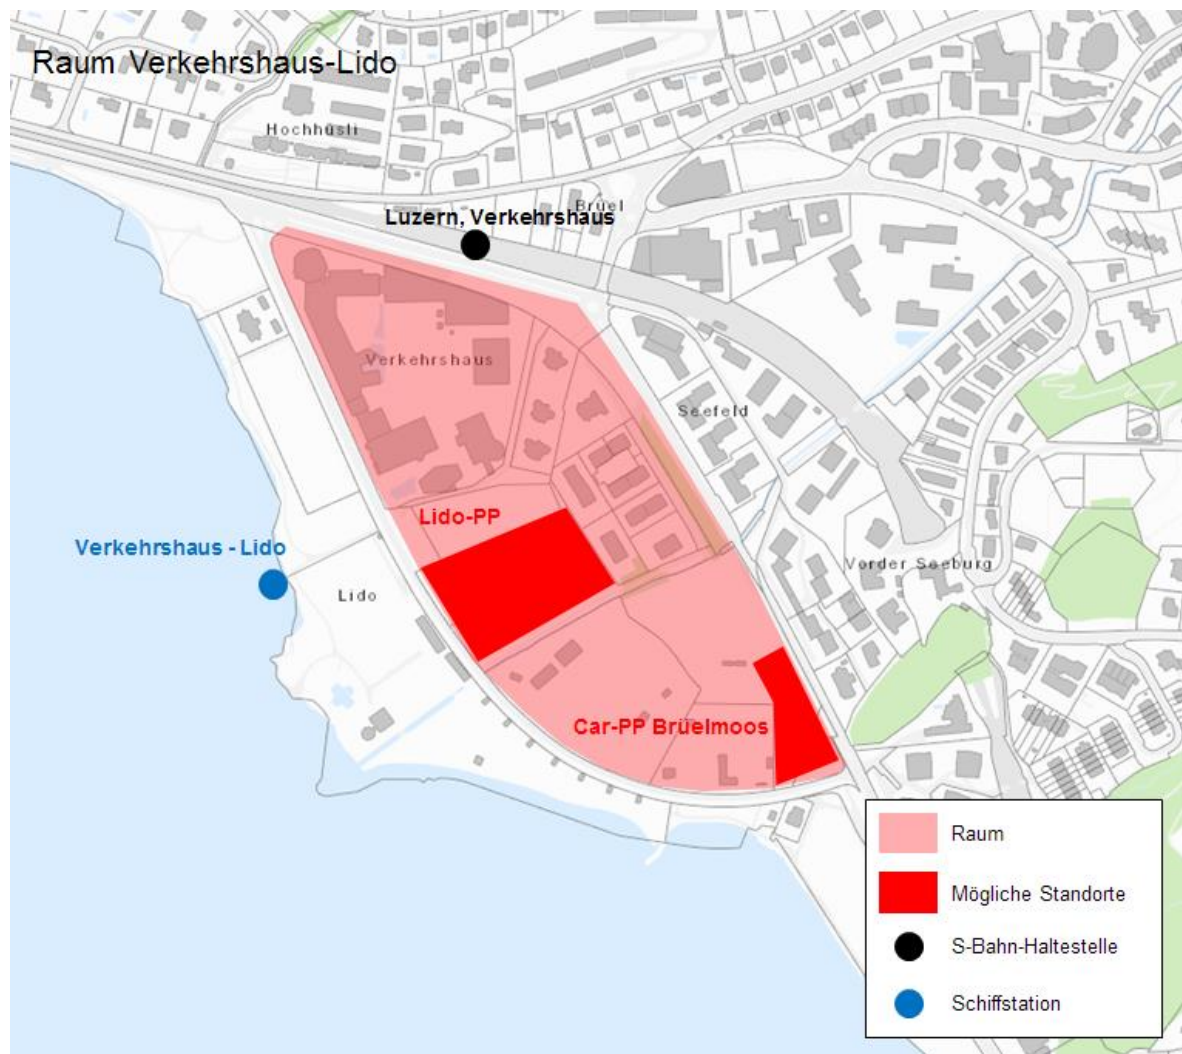 Raum Verkehrshaus-Lido
Hochhüsli
Brüel
Luzern, Verkehrshaus
Verkehrshaus
Seefeld
Lido-PP
Verkehrshaus - Lido
Vorder Seeburg
Lido
Car-PP Brüelmoos
Raum
Mögliche Standorte
S-Bahn-Haltestelle
Schiffstation